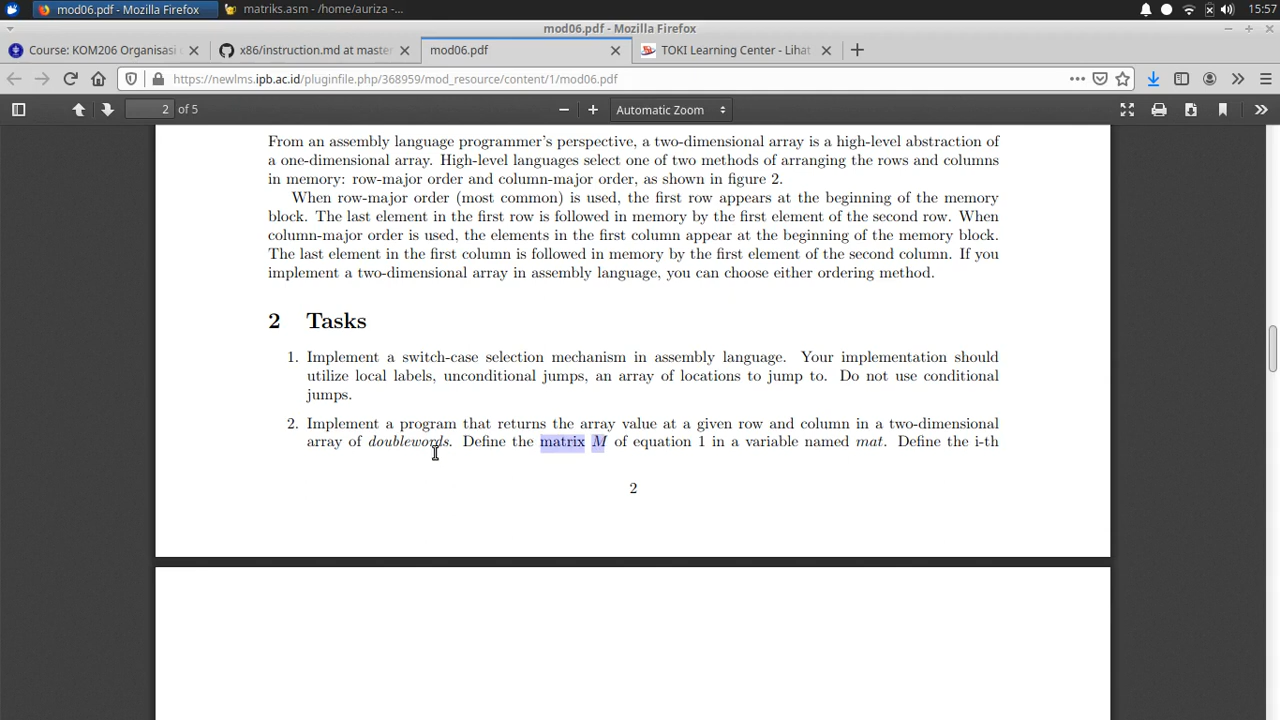 mod06.pdf - Mozilla Firefox
matriks.asm - /home/auriza -...
15:57
mod06.pdf - Mozilla Firefox
Course: KOM206 Organisasi
x86/instruction.md at master
mod06.pdf
TOKI Learning Center - Lihat
https://newlms.ipb.ac.id/pluginfile.php/368959/mod_resource/content/1/mod06.pdf
2 of 5
Automatic Zoom
From an assembly language programmer's perspective, a two-dimensional array is a high-level abstraction of
a one-dimensional array. High-level languages select one of two methods of arranging the rows and columns
in memory: row-major order and column-major order, as shown in figure 2.
When row-major order (most common) is used, the first row appears at the beginning of the memory
block. The last element in the first row is followed in memory by the first element of the second row. When
column-major order is used, the elements in the first column appear at the beginning of the memory block.
The last element in the first column is followed in memory by the first element of the second column. If you
implement a two-dimensional array in assembly language, you can choose either ordering method.
2 Tasks
1. Implement a switch-case selection mechanism in assembly language. Your implementation should
utilize local labels, unconditional jumps, an array of locations to jump to. Do not use conditional
jumps.
2. Implement a program that returns the array value at a given row and column in a two-dimensional
array of doublewords. Define the matrix M of equation 1 in a variable named mat. Define the i-th
2